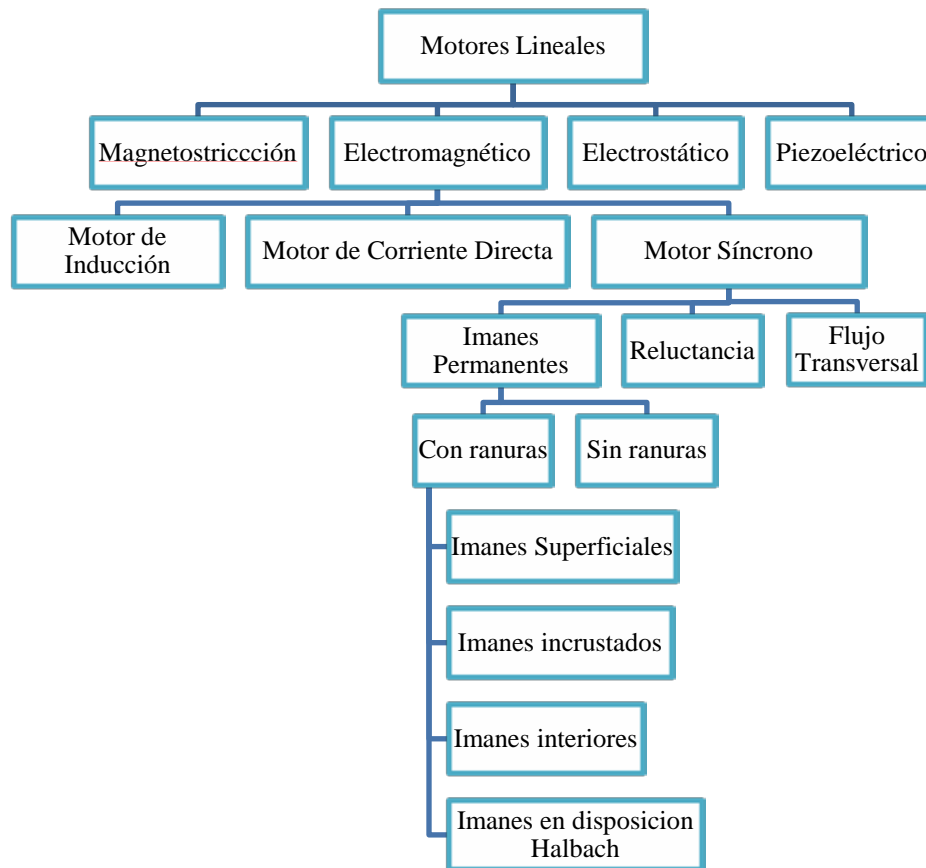 Motores Lineales
Magnetostriccción
Electromagnético
Electrostático
Piezoeléctrico
Motor de
Inducción
Motor de Corriente Directa
Motor Síncrono
Imanes
Permanentes
Reluctancia
Flujo
Transversal
Con ranuras
Sin ranuras
Imanes Superficiales
Imanes incrustados
Imanes interiores
Imanes en disposicion
Halbach